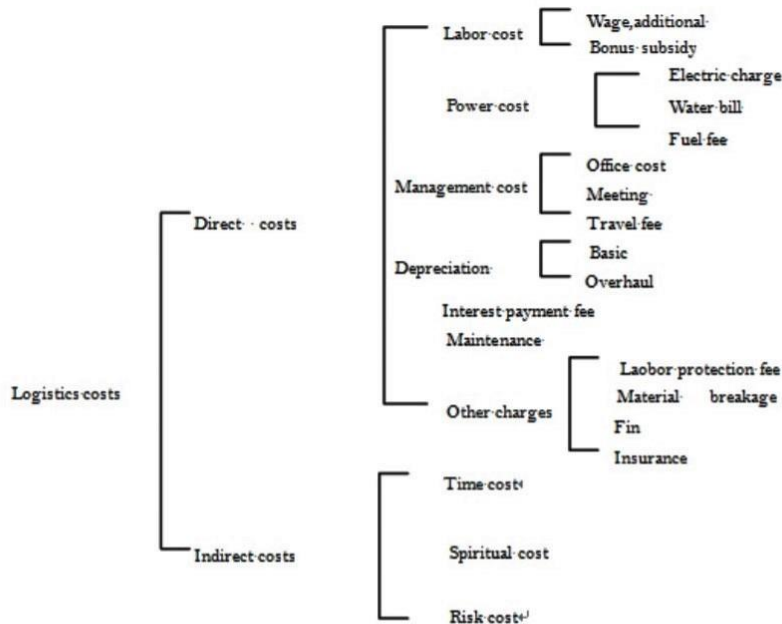 Labor cost
Wage,additional
Bonus subsidy
Power cost
Electric charge
Water bill
Fuel fee
Management cost
Office cost
Meeting
Travel fee
Direct costs
Depreciation
Basic
Overhaul
Interest payment fee
Maintenance
Logistics costs
Other charges
Laobor protection fee
Material breakage
Fin
Insurance
Time cost
Indirect costs
Spiritual cost
Risk cost